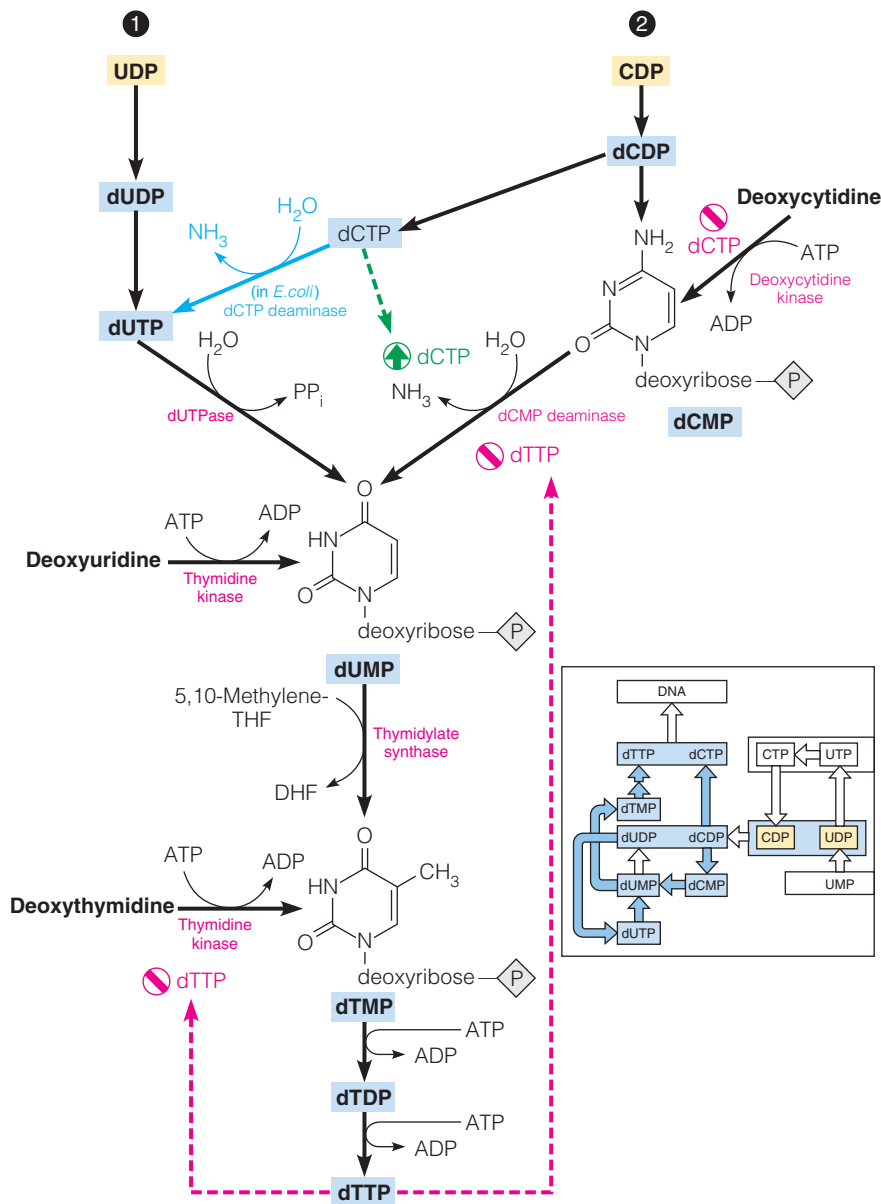 1
2
UDP
CDP
dCDP
dUDP
H2O
NH3
dCTP
(in E.coli)
dCTP deaminase
dUTP
Deoxycytidine
dCTP
ATP
Deoxycytidine
kinase
ADP
NH2
N
O
N
deoxyribose
P
dCMP
H2O
PPi
dUTPase
dCTP
H2O
NH3
dCMP deaminase
dTTP
O
HN
O
N
deoxyribose
P
ATP
ADP
Deoxyuridine
Thymidine
kinase
dUMP
5,10-Methylene-
THF
Thymidylate
synthase
DHF
O
CH3
HN
O
N
deoxyribose
P
ATP
ADP
Deoxythymidine
Thymidine
kinase
dTTP
dTMP
ATP
ADP
dTDP
ATP
ADP
dTTP
DNA
dTTP dCTP
CTP UTP
dTMP
dUDP dCDP
CDP UDP
dUMP dCMP
UMP
dUTP